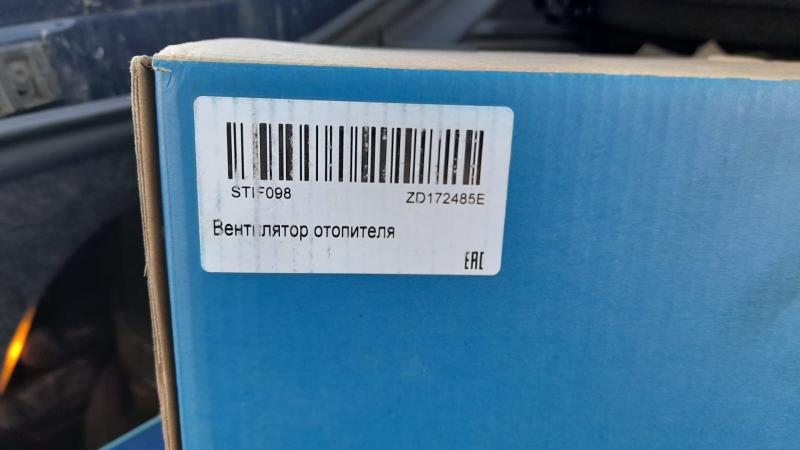 STIF098 ZD172485E
Вентилятор отопителя
EAC